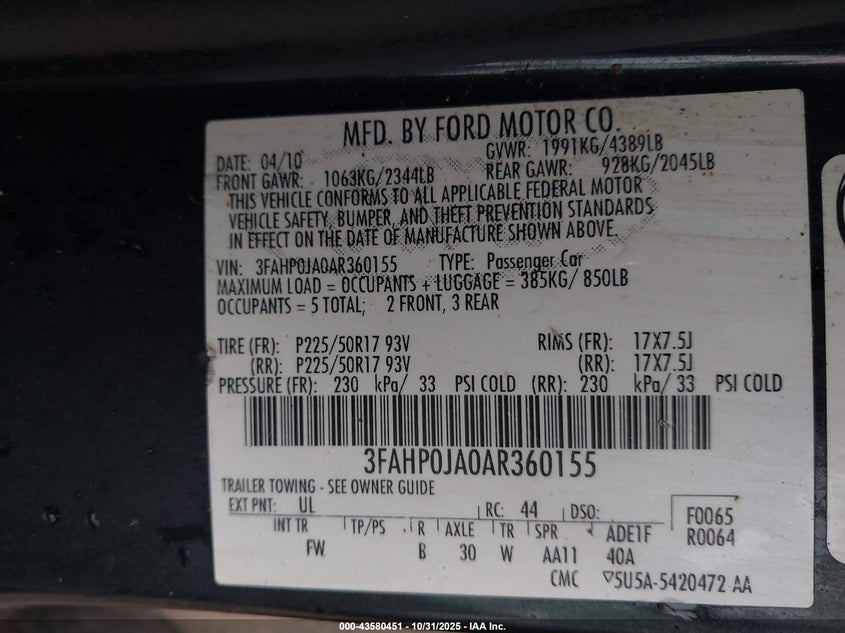 MFD. BY FORD MOTOR CO.
DATE: 04/10 GVWR: 1991KG/4389LB
FRONT GAWR: 1063KG/2344LB REAR GAWR: 928KG/2045LB
THIS VEHICLE CONFORMS TO ALL APPLICABLE FEDERAL MOTOR
VEHICLE SAFETY, BUMPER, AND THEFT PREVENTION STANDARDS
IN EFFECT ON THE DATE OF MANUFACTURE SHOWN ABOVE.
VIN: 3FAHP0JA0AR360155 TYPE: Passenger Car
MAXIMUM LOAD = OCCUPANTS + LUGGAGE = 385KG/ 850LB
OCCUPANTS = 5 TOTAL; 2 FRONT, 3 REAR
TIRE (FR): P225/50R17 93V RIMS (FR): 17X7.5J
(RR): P225/50R17 93V (RR): 17X7.5J
PRESSURE (FR): 230 kPa/ 33 PSI COLD (RR): 230 kPa/ 33 PSI COLD
3FAHP0JA0AR360155
TRAILER TOWING - SEE OWNER GUIDE
EXT PNT: UL RC: 44 DSO: F0065
INT TR TP/PS R AXLE TR SPR ADE1F R0064
FW B 30 W AA11 40A
CMC ▽5U5A-5420472 AA
000-43580451 - 10/31/2025 - IAA Inc.